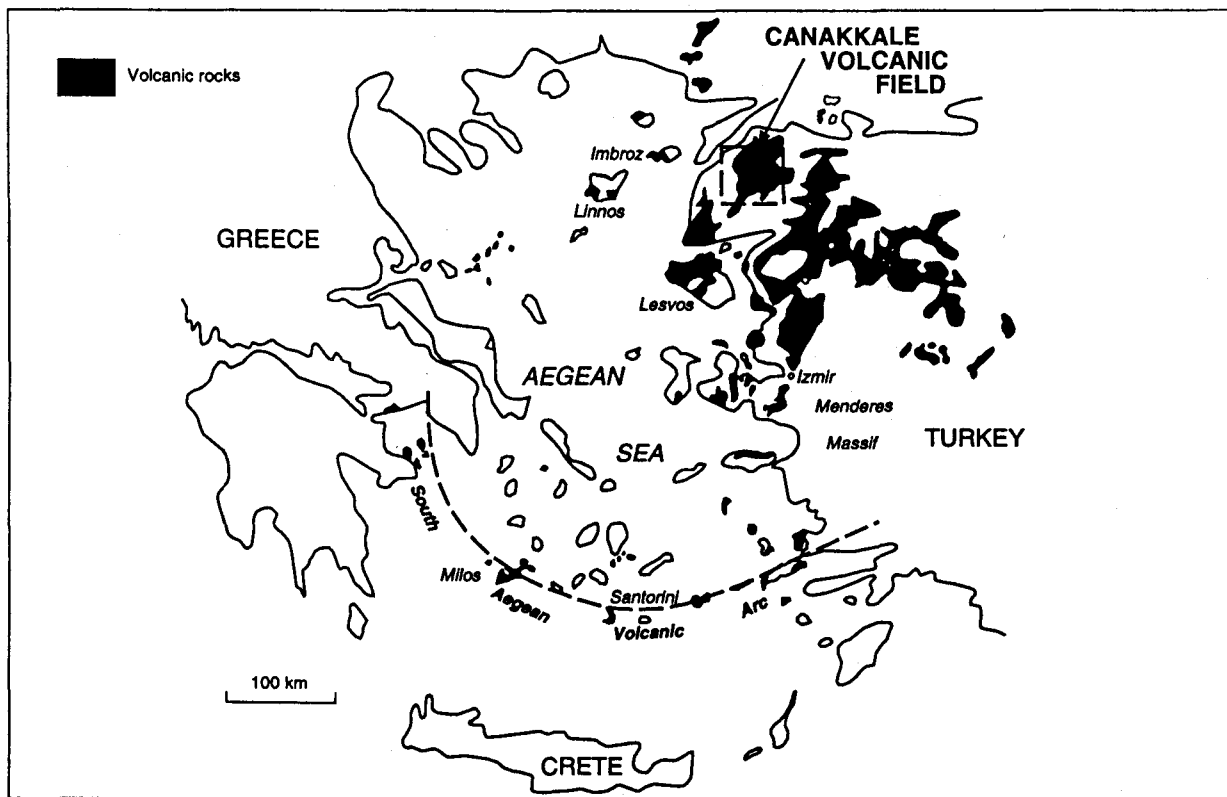 Volcanic rocks
CANAKKALE
VOLCANIC
FIELD
Imbroz
Linnos
GREECE
Lesvos
AEGEAN
Izmir
Menderes
Massif
TURKEY
SEA
South
Milos
Aegean
Santorini
Volcanic
Arc
100 km
CRETE